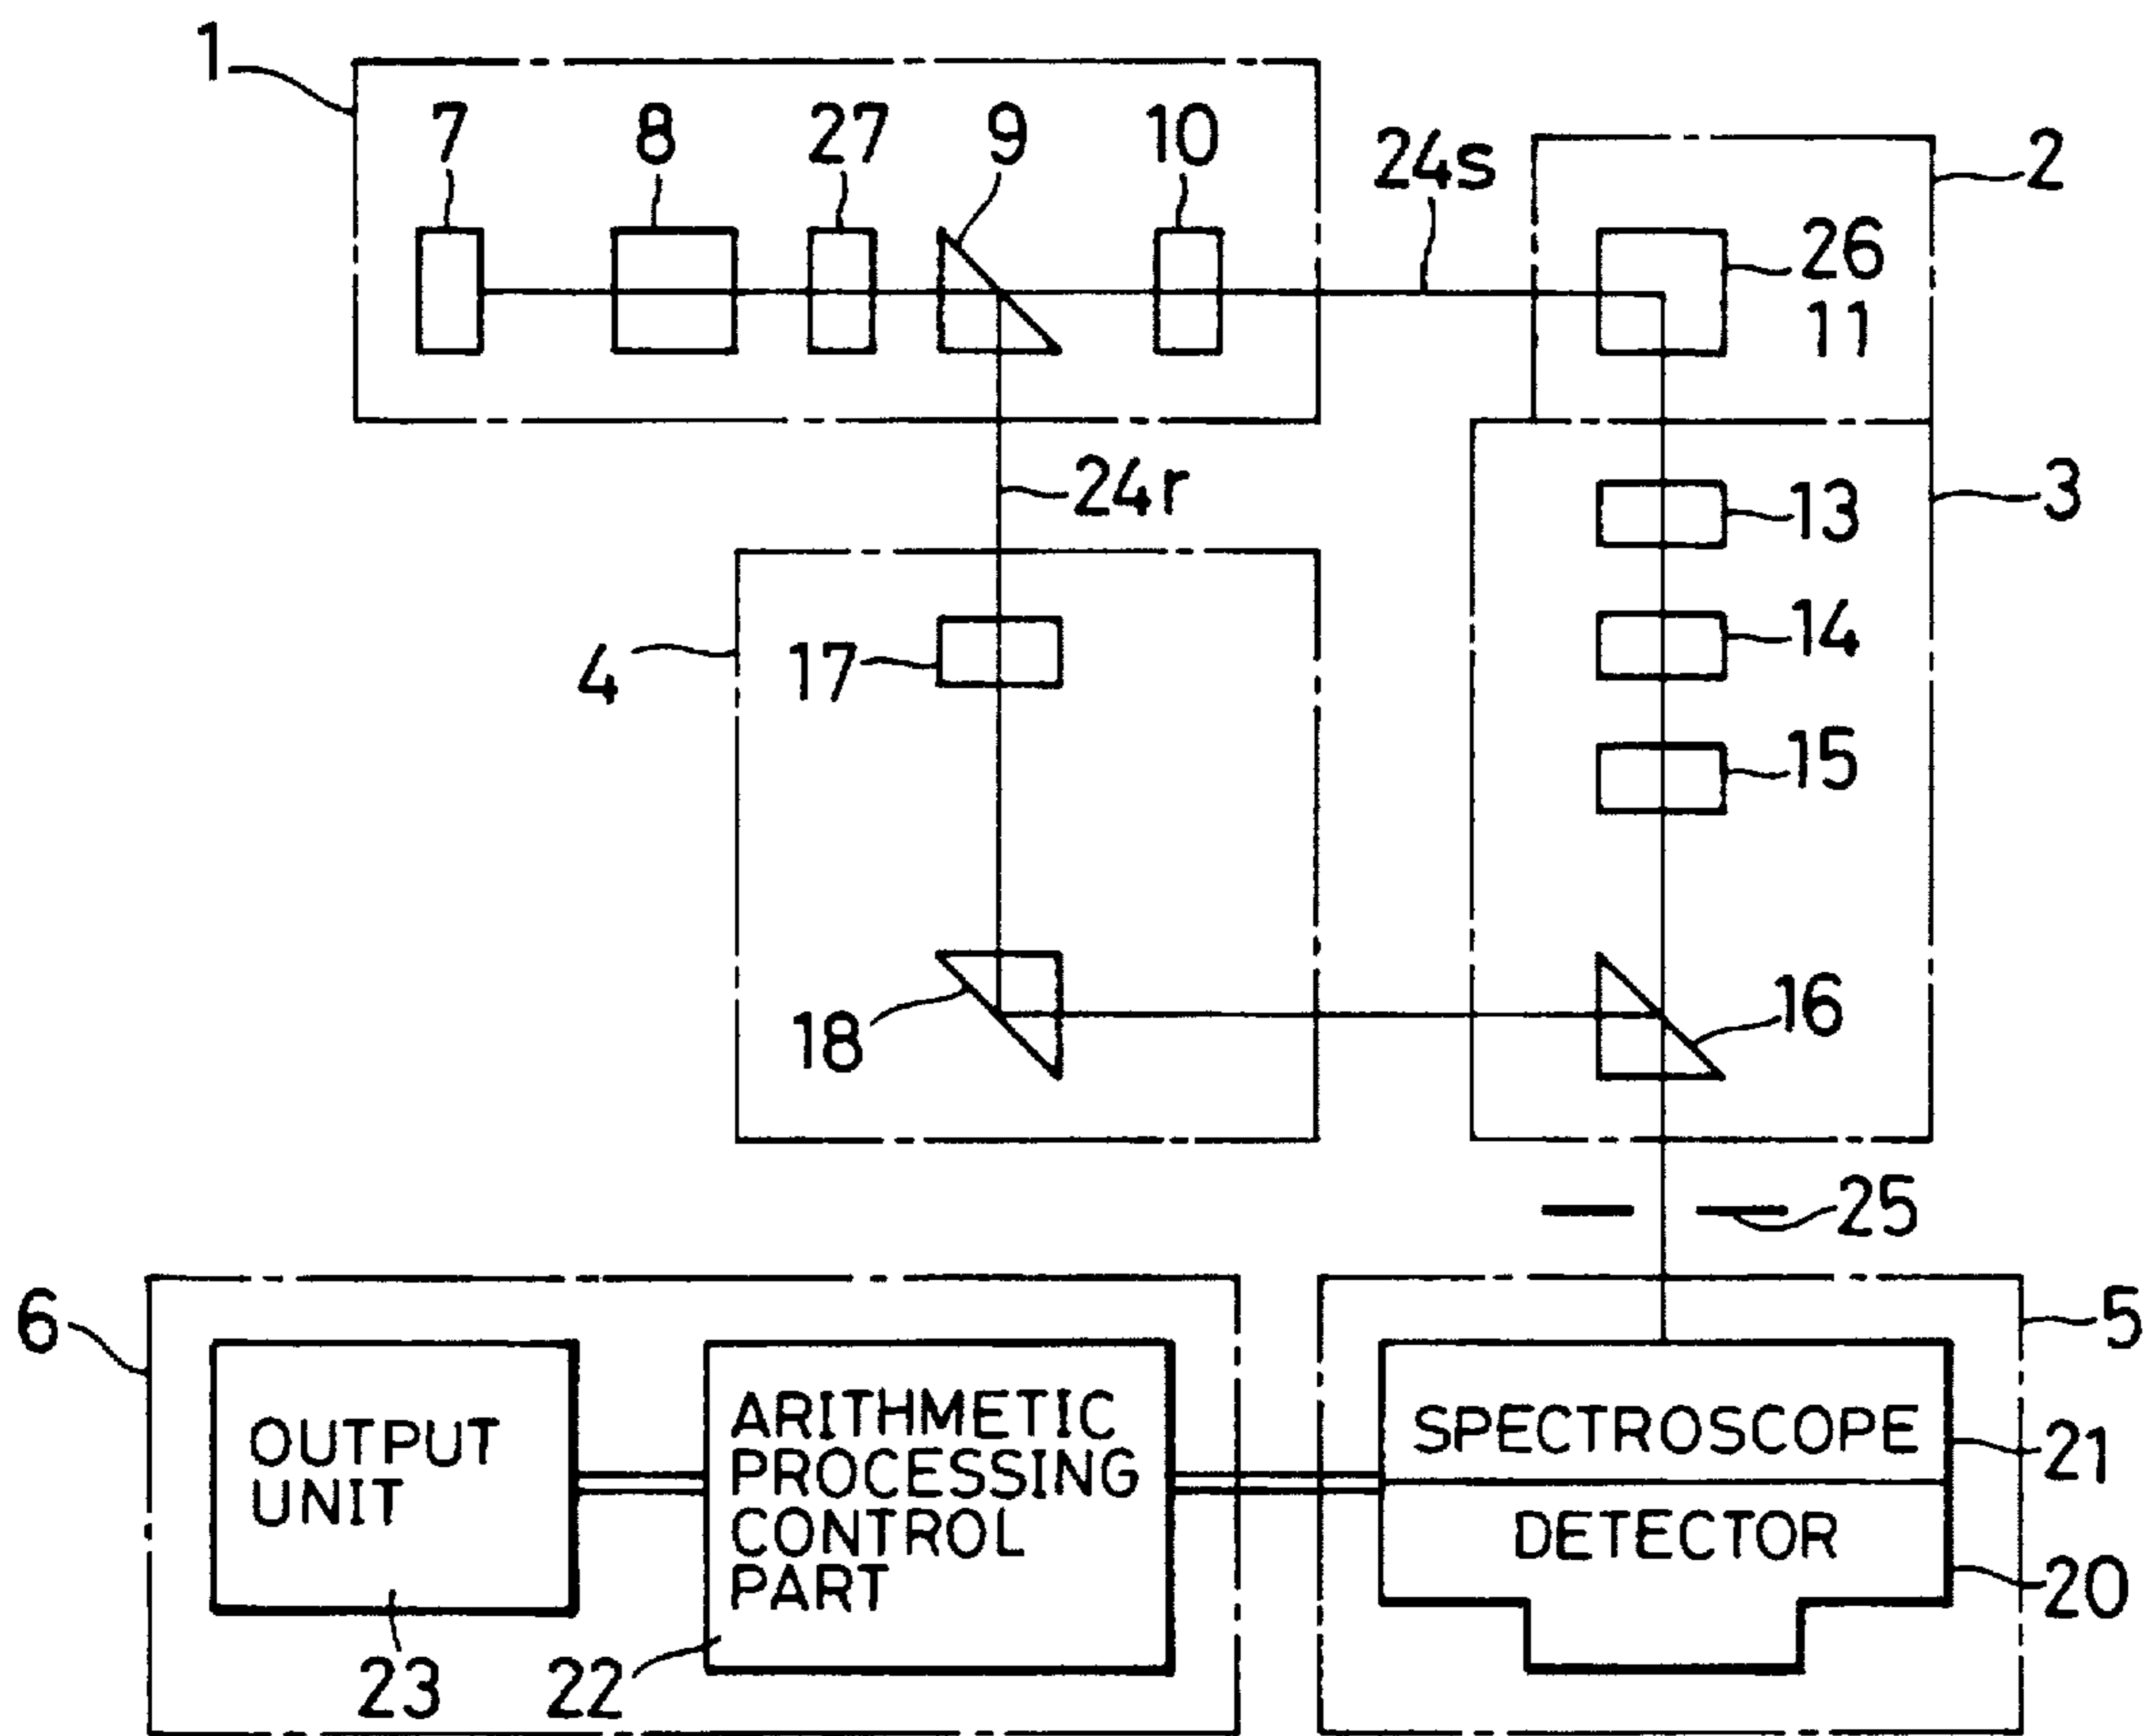 1
7
8
27
9
10
24s
2
26
11
24r
3
13
14
15
4
17
18
16
25
6
5
OUTPUT
UNIT
ARITHMETIC
PROCESSING
CONTROL
PART
SPECTROSCOPE
21
DETECTOR
20
23
22